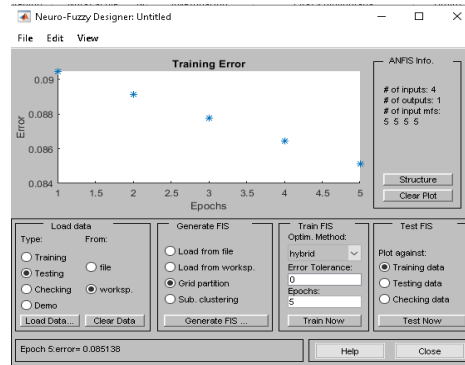 Neuro-Fuzzy Designer: Untitled
File Edit View
Training Error
0.09
0.088
0.086
0.084
Error
1 1.5 2 2.5 3 3.5 4 4.5 5
Epochs
ANFIS Info.
# of inputs: 4
# of outputs: 1
# of input mfs:
5 5 5 5
Structure
Clear Plot
Load data
Type: From:
Training
Testing
Checking
Demo
file
worksp.
Load Data... Clear Data
Generate FIS
Load from file
Load from worksp.
Grid partition
Sub. clustering
Generate FIS ...
Train FIS
Optim. Method:
hybrid
Error Tolerance:
0
Epochs:
5
Train Now
Test FIS
Plot against:
Training data
Testing data
Checking data
Test Now
Epoch 5:error= 0.085138
Help Close